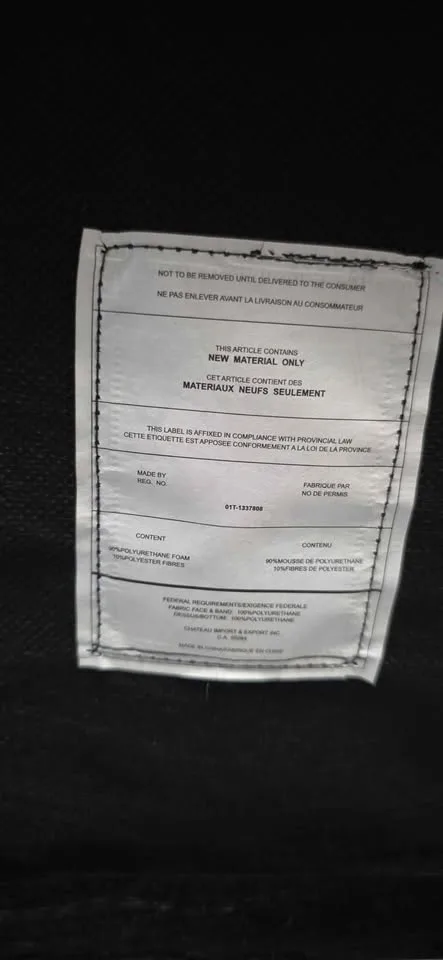 NOT TO BE REMOVED UNTIL DELIVERED TO THE CONSUMER
NE PAS ENLEVER AVANT LA LIVRAISON AU CONSOMMATEUR
THIS ARTICLE CONTAINS
NEW MATERIAL ONLY
CET ARTICLE CONTIENT DES
MATERIAUX NEUFS SEULEMENT
THIS LABEL IS AFFIXED IN COMPLIANCE WITH PROVINCIAL LAW
CETTE ETIQUETTE EST APPOSEE CONFORMEMENT A LA LOI DE LA PROVINCE
MADE BY
REG. NO.
FABRIQUE PAR
NO DE PERMIS
01T-1337808
CONTENT
CONTENU
90%POLYURETHANE FOAM
10%POLYESTER FIBRES
90%MOUSSE DE POLYURETHANE
10%FIBRES DE POLYESTER
FEDERAL REQUIREMENTS/EXIGENCE FEDERALE
FABRIC FACE & BAND: 100%POLYURETHANE
DESSUS/BOTTOM: 100%POLYURETHANE
CHATEAU IMPORT & EXPORT INC.
C.A.
MADE IN CHINA/FABRIQUE EN CHINE